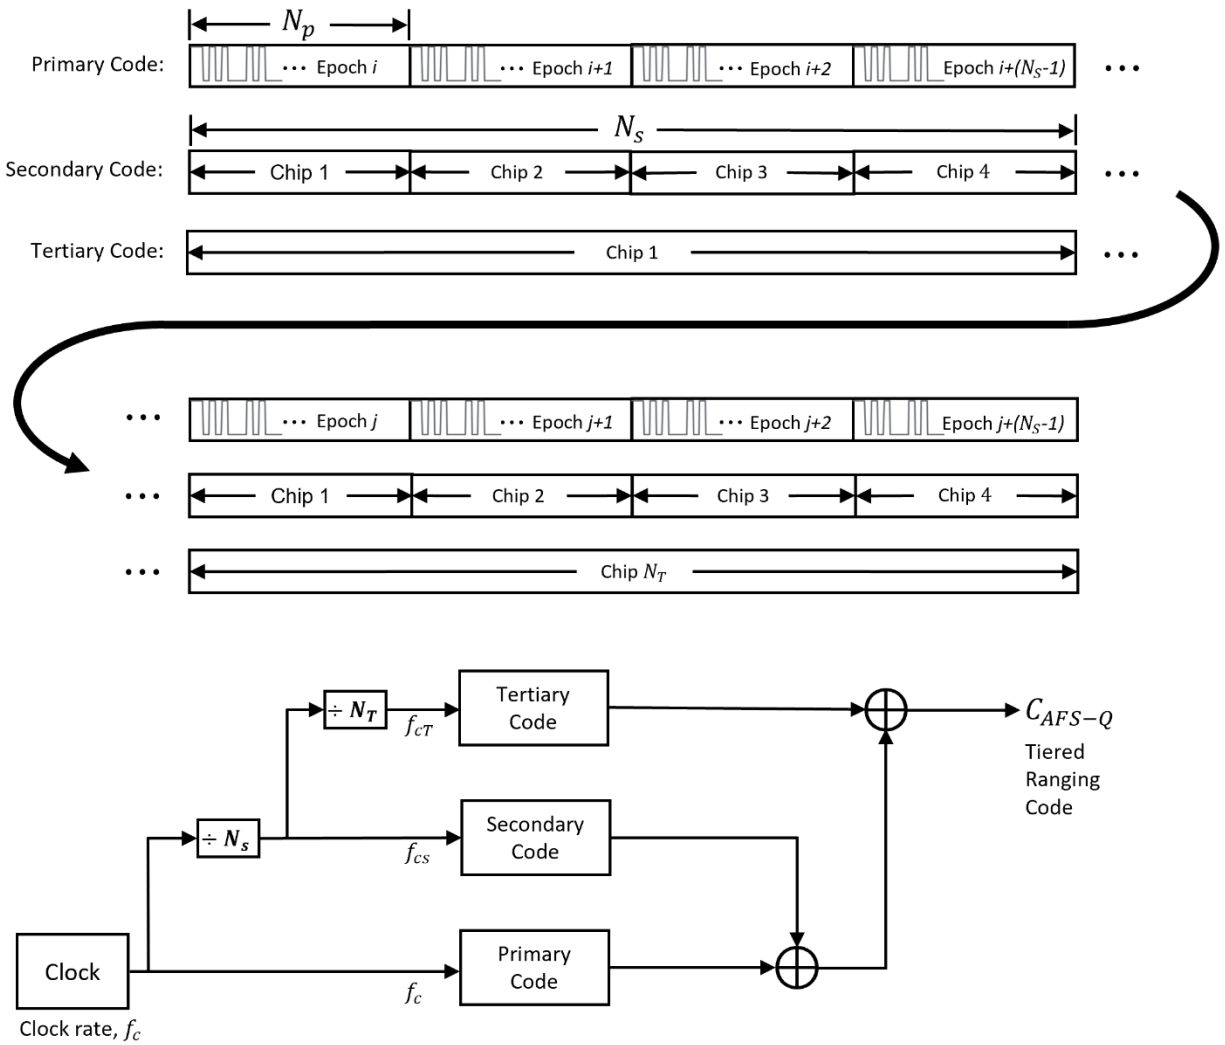 N_p
Primary Code: ... Epoch i ... Epoch i+1 ... Epoch i+2 Epoch i+(N_S-1) ...
N_s
Secondary Code: Chip 1 Chip 2 Chip 3 Chip 4 ...
Tertiary Code: Chip 1 ...
... ... Epoch j ... Epoch j+1 ... Epoch j+2 Epoch j+(N_S-1)
... Chip 1 Chip 2 Chip 3 Chip 4
... Chip N_T
÷ N_T
f_cT
Tertiary
Code
C_AFS-Q
Tiered
Ranging
Code
÷ N_s
f_cs
Secondary
Code
Clock
f_c
Primary
Code
Clock rate, f_c